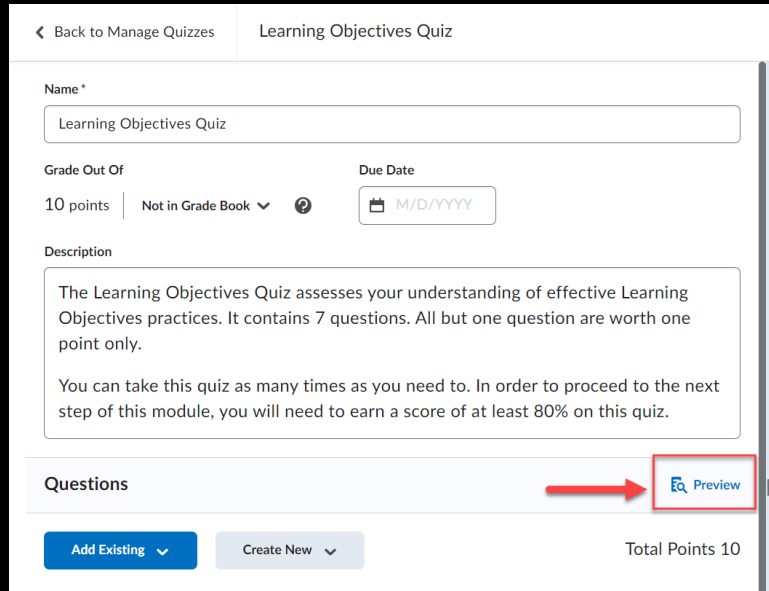 Back to Manage Quizzes
Learning Objectives Quiz
Name *
Learning Objectives Quiz
Grade Out Of
Due Date
10 points
Not in Grade Book
?
M/D/YYYY
Description
The Learning Objectives Quiz assesses your understanding of effective Learning
Objectives practices. It contains 7 questions. All but one question are worth one
point only.
You can take this quiz as many times as you need to. In order to proceed to the next
step of this module, you will need to earn a score of at least 80% on this quiz.
Questions
Preview
Add Existing
Create New
Total Points 10